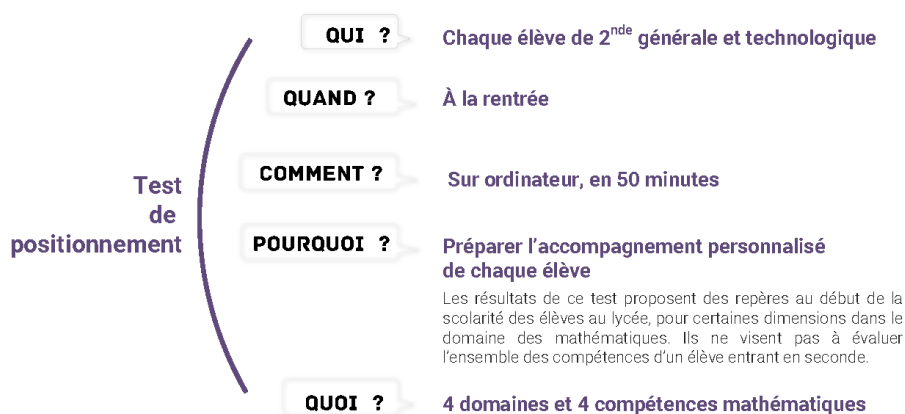 QUI ?
Chaque élève de 2nde générale et technologique
QUAND ?
À la rentrée
COMMENT ?
Sur ordinateur, en 50 minutes
Test
de
positionnement
POURQUOI ?
Préparer l'accompagnement personnalisé
de chaque élève
Les résultats de ce test proposent des repères au début de la
scolarité des élèves au lycée, pour certaines dimensions dans le
domaine des mathématiques. Ils ne visent pas à évaluer
l'ensemble des compétences d'un élève entrant en seconde.
QUOI ?
4 domaines et 4 compétences mathématiques